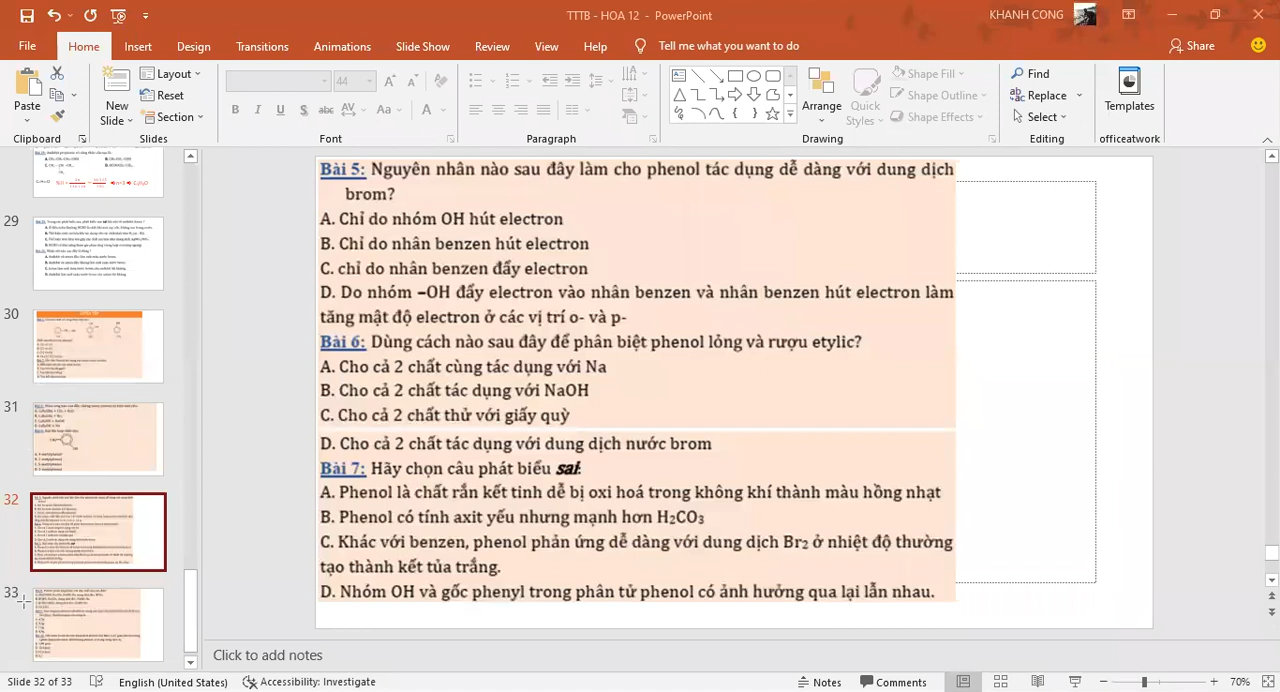 TTTB - HOA 12 - PowerPoint
KHANH CONG
File Home Insert Design Transitions Animations Slide Show Review View Help Tell me what you want to do Share
Paste
Clipboard
New Slide
Layout
Reset
Section
Slides
44
B I U S abc AV Aa A
Font
Paragraph
Arrange
Quick Styles
Shape Fill
Shape Outline
Shape Effects
Drawing
Find
Replace
Select
Editing
Templates
officeatwork
29
30
31
32
33
Bài 5: Nguyên nhân nào sau đây làm cho phenol tác dụng dễ dàng với dung dịch
brom?
A. Chỉ do nhóm OH hút electron
B. Chỉ do nhân benzen hút electron
C. chỉ do nhân benzen đẩy electron
D. Do nhóm –OH đẩy electron vào nhân benzen và nhân benzen hút electron làm
tăng mật độ electron ở các vị trí o- và p-
Bài 6: Dùng cách nào sau đây để phân biệt phenol lỏng và rượu etylic?
A. Cho cả 2 chất cùng tác dụng với Na
B. Cho cả 2 chất tác dụng với NaOH
C. Cho cả 2 chất thử với giấy quỳ
D. Cho cả 2 chất tác dụng với dung dịch nước brom
Bài 7: Hãy chọn câu phát biểu sai:
A. Phenol là chất rắn kết tinh dễ bị oxi hoá trong không khí thành màu hồng nhạt
B. Phenol có tính axit yếu nhưng mạnh hơn H₂CO₃
C. Khác với benzen, phenol phản ứng dễ dàng với dung dịch Br₂ ở nhiệt độ thường
tạo thành kết tủa trắng.
D. Nhóm OH và gốc phenyl trong phân tử phenol có ảnh hưởng qua lại lẫn nhau.
Click to add notes
Slide 32 of 33 English (United States) Accessibility: Investigate Notes Comments 70%